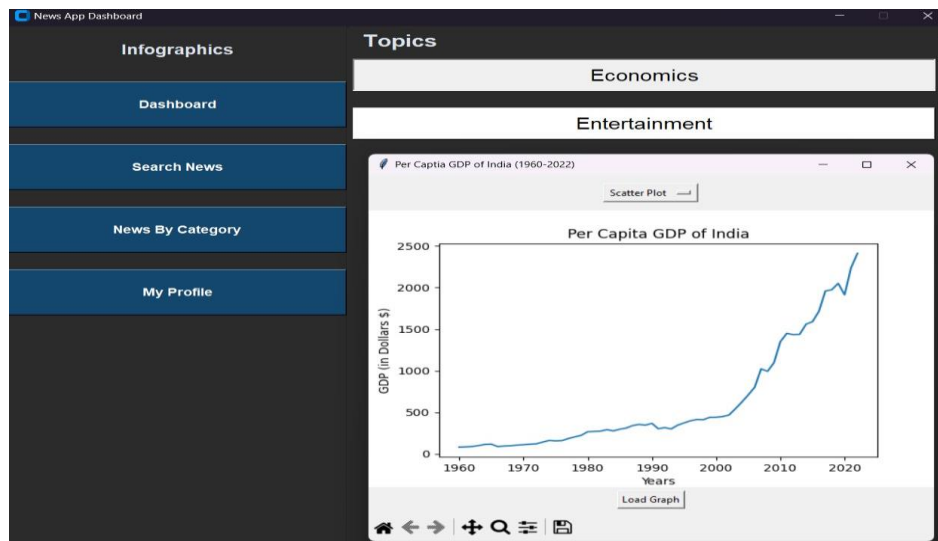 News App Dashboard
Infographics
Dashboard
Search News
News By Category
My Profile
Topics
Economics
Entertainment
Per Captia GDP of India (1960-2022)
Scatter Plot
Per Capita GDP of India
GDP (in Dollars $)
2500
2000
1500
1000
500
0
1960 1970 1980 1990 2000 2010 2020
Years
Load Graph